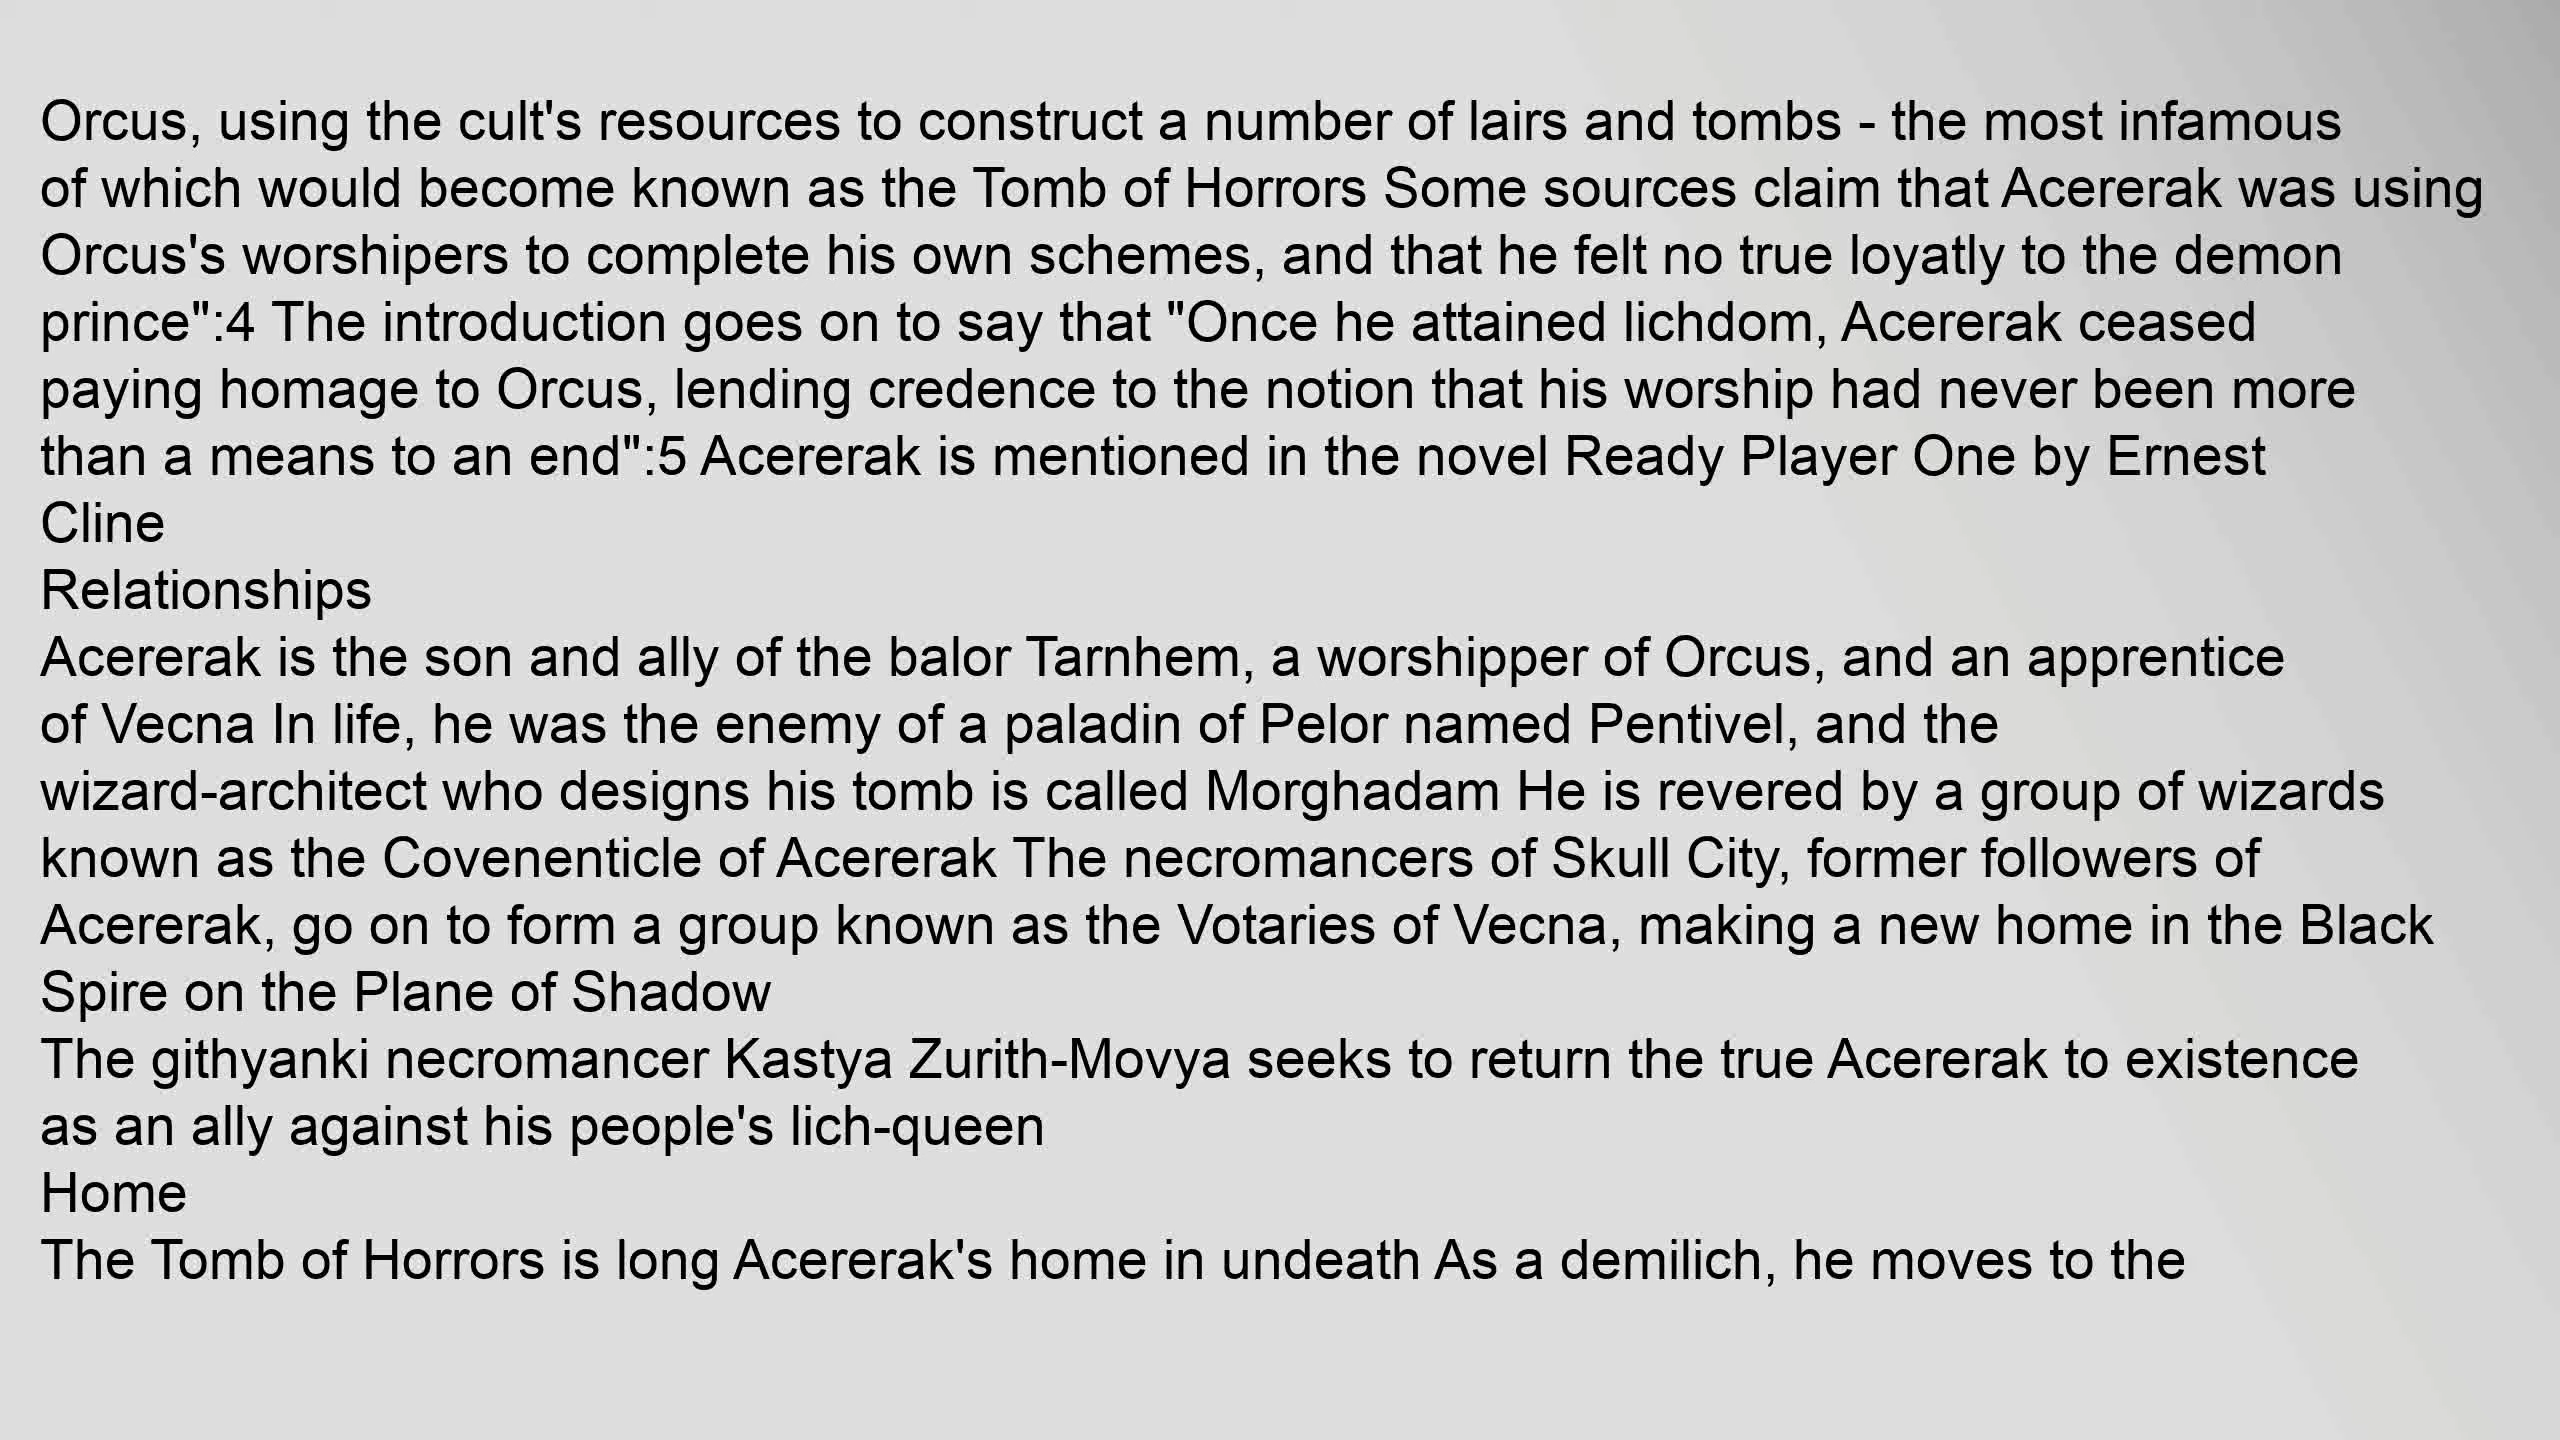 Orcus, using the cult's resources to construct a number of lairs and tombs - the most infamous
of which would become known as the Tomb of Horrors Some sources claim that Acererak was using
Orcus's worshipers to complete his own schemes, and that he felt no true loyatly to the demon
prince":4 The introduction goes on to say that "Once he attained lichdom, Acererak ceased
paying homage to Orcus, lending credence to the notion that his worship had never been more
than a means to an end":5 Acererak is mentioned in the novel Ready Player One by Ernest
Cline
Relationships
Acererak is the son and ally of the balor Tarnhem, a worshipper of Orcus, and an apprentice
of Vecna In life, he was the enemy of a paladin of Pelor named Pentivel, and the
wizard-architect who designs his tomb is called Morghadam He is revered by a group of wizards
known as the Covenenticle of Acererak The necromancers of Skull City, former followers of
Acererak, go on to form a group known as the Votaries of Vecna, making a new home in the Black
Spire on the Plane of Shadow
The githyanki necromancer Kastya Zurith-Movya seeks to return the true Acererak to existence
as an ally against his people's lich-queen
Home
The Tomb of Horrors is long Acererak's home in undeath As a demilich, he moves to the